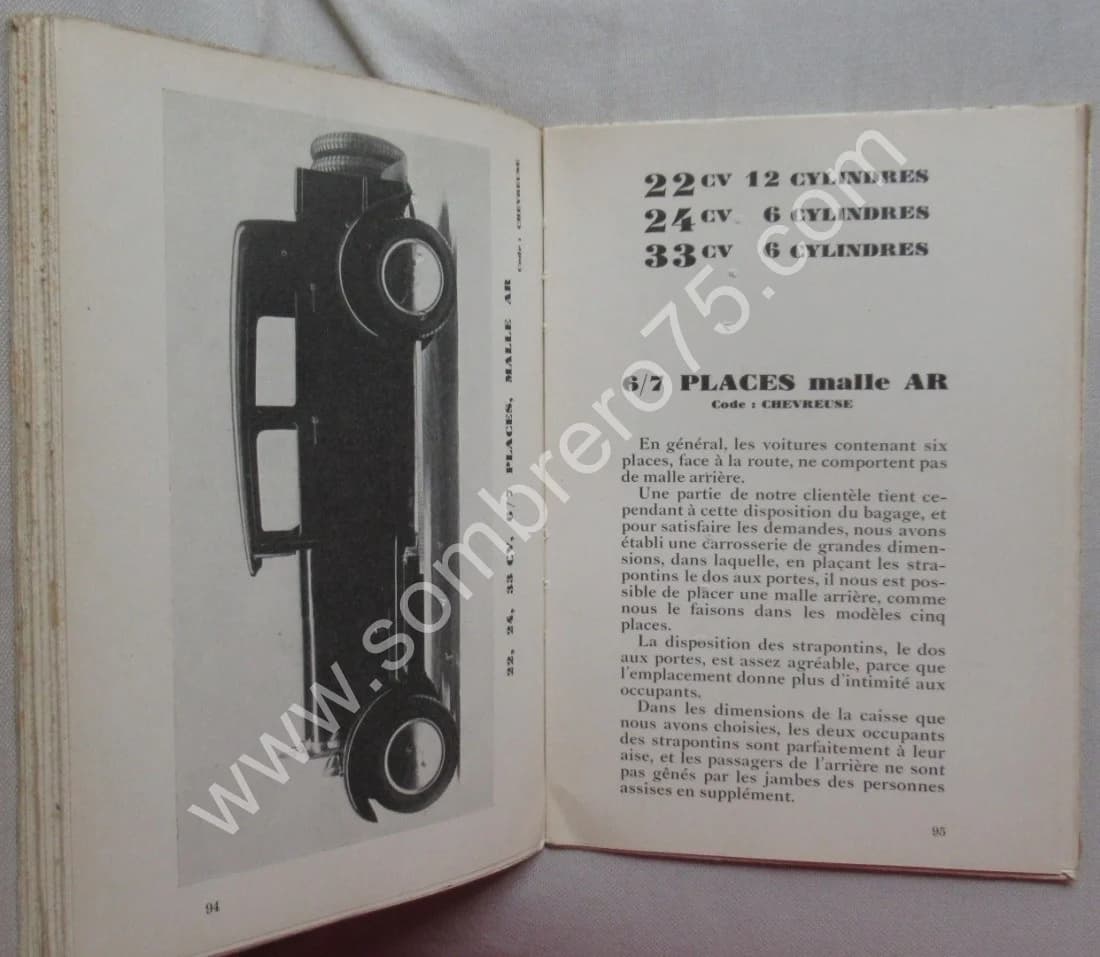 22, 24, 33 CV, 6/7 PLACES, MALLE AR
Code : CHEVREUSE
94
22 CV 12 CYLINDRES
24 CV 6 CYLINDRES
33 CV 6 CYLINDRES
6/7 PLACES malle AR
Code : CHEVREUSE
En général, les voitures contenant six
places, face à la route, ne comportent pas
de malle arrière.
Une partie de notre clientèle tient ce-
pendant à cette disposition du bagage, et
pour satisfaire les demandes, nous avons
établi une carrosserie de grandes dimen-
sions, dans laquelle, en plaçant les stra-
pontins le dos aux portes, il nous est pos-
sible de placer une malle arrière, comme
nous le faisons dans les modèles cinq
places.
La disposition des strapontins, le dos
aux portes, est assez agréable, parce que
l'emplacement donne plus d'intimité aux
occupants.
Dans les dimensions de la caisse que
nous avons choisies, les deux occupants
des strapontins sont parfaitement à leur
aise, et les passagers de l'arrière ne sont
pas gênés par les jambes des personnes
assises en supplément.
95
www.sombrero75.com